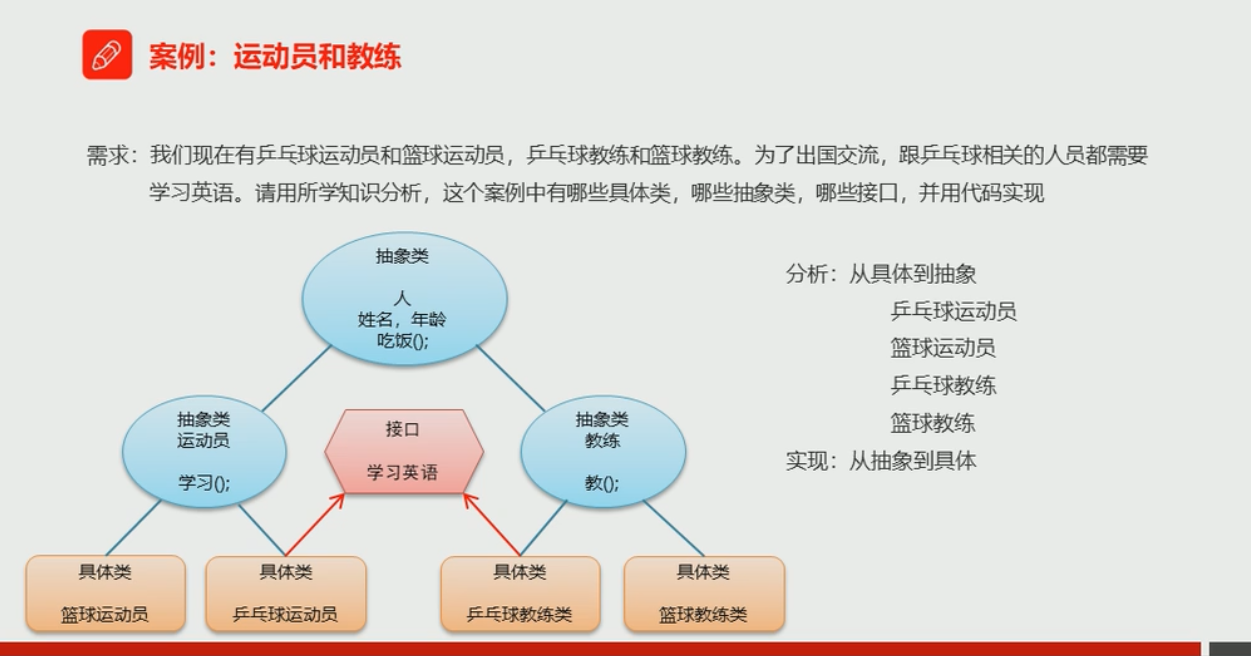 案例：运动员和教练
需求：我们现在有乒乓球运动员和篮球运动员，乒乓球教练和篮球教练。为了出国交流，跟乒乓球相关的人员都需要
学习英语。请用所学知识分析，这个案例中有哪些具体类，哪些抽象类，哪些接口，并用代码实现
抽象类
人
姓名，年龄
吃饭();
抽象类
运动员
学习();
接口
学习英语
抽象类
教练
教();
具体类
篮球运动员
具体类
乒乓球运动员
具体类
乒乓球教练类
具体类
篮球教练类
分析：从具体到抽象
乒乓球运动员
篮球运动员
乒乓球教练
篮球教练
实现：从抽象到具体